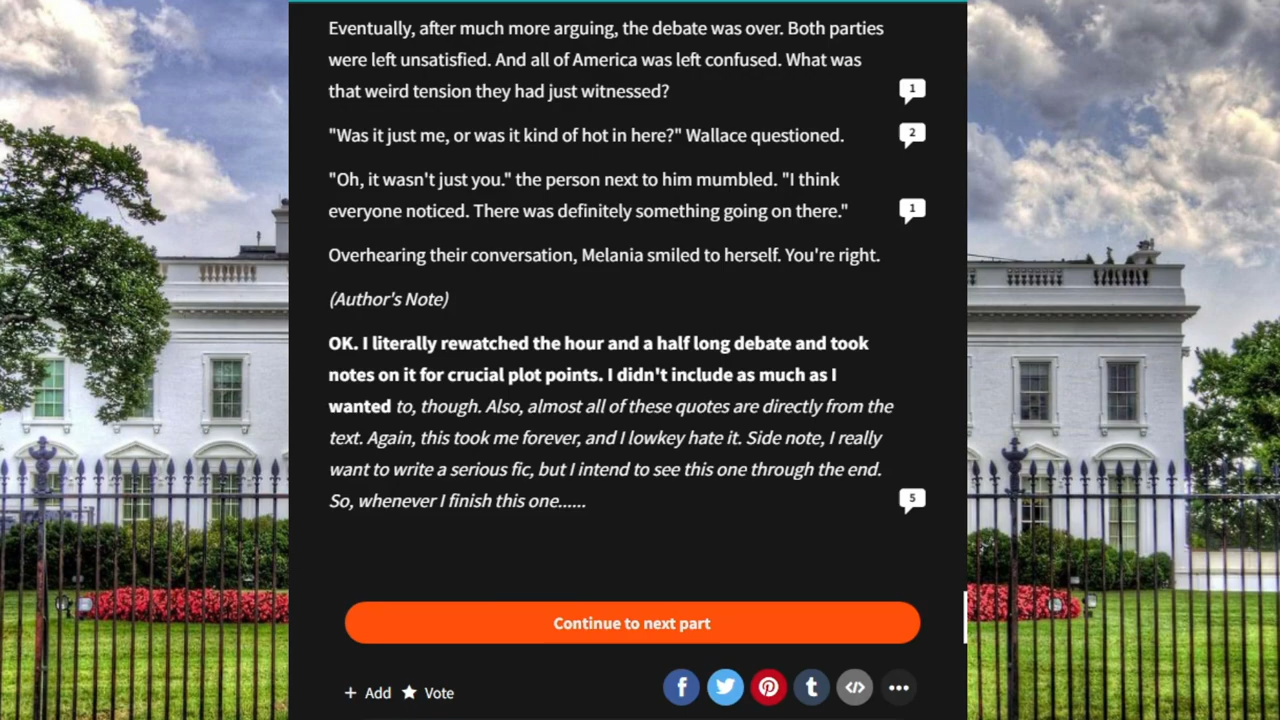 Eventually, after much more arguing, the debate was over. Both parties
were left unsatisfied. And all of America was left confused. What was
that weird tension they had just witnessed?
1
"Was it just me, or was it kind of hot in here?" Wallace questioned.
2
"Oh, it wasn't just you." the person next to him mumbled. "I think
everyone noticed. There was definitely something going on there."
1
Overhearing their conversation, Melania smiled to herself. You're right.
(Author's Note)
OK. I literally rewatched the hour and a half long debate and took
notes on it for crucial plot points. I didn't include as much as I
wanted to, though. Also, almost all of these quotes are directly from the
text. Again, this took me forever, and I lowkey hate it. Side note, I really
want to write a serious fic, but I intend to see this one through the end.
So, whenever I finish this one......
5
Continue to next part
+ Add ★ Vote